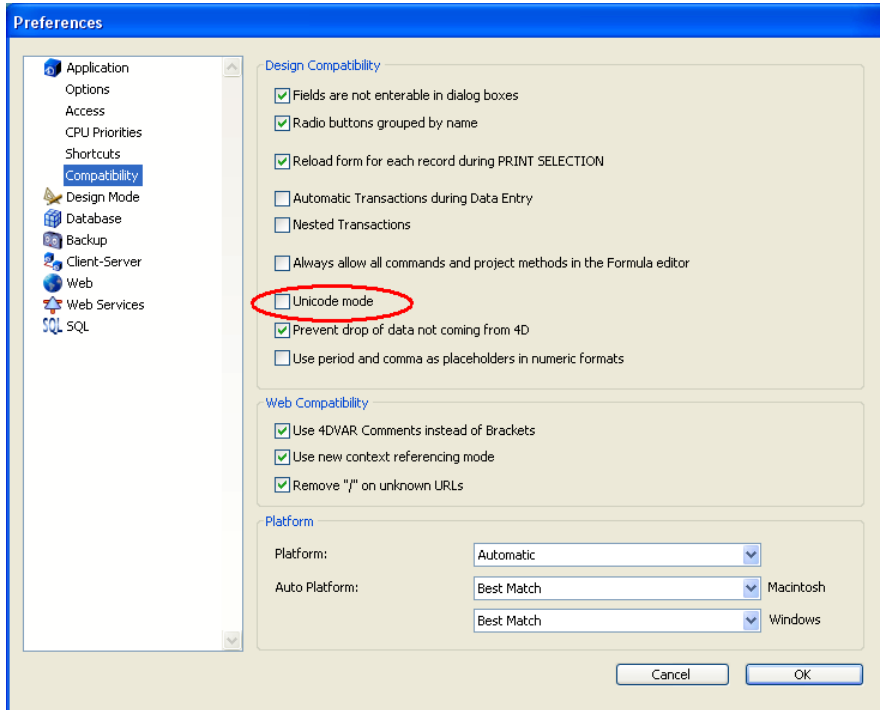 Preferences
Application
Options
Access
CPU Priorities
Shortcuts
Compatibility
Design Mode
Database
Backup
Client-Server
Web
Web Services
SQL SQL
Design Compatibility
Fields are not enterable in dialog boxes
Radio buttons grouped by name
Reload form for each record during PRINT SELECTION
Automatic Transactions during Data Entry
Nested Transactions
Always allow all commands and project methods in the Formula editor
Unicode mode
Prevent drop of data not coming from 4D
Use period and comma as placeholders in numeric formats
Web Compatibility
Use 4DVAR Comments instead of Brackets
Use new context referencing mode
Remove "/" on unknown URLs
Platform
Platform: Automatic
Auto Platform: Best Match Macintosh
Best Match Windows
Cancel OK